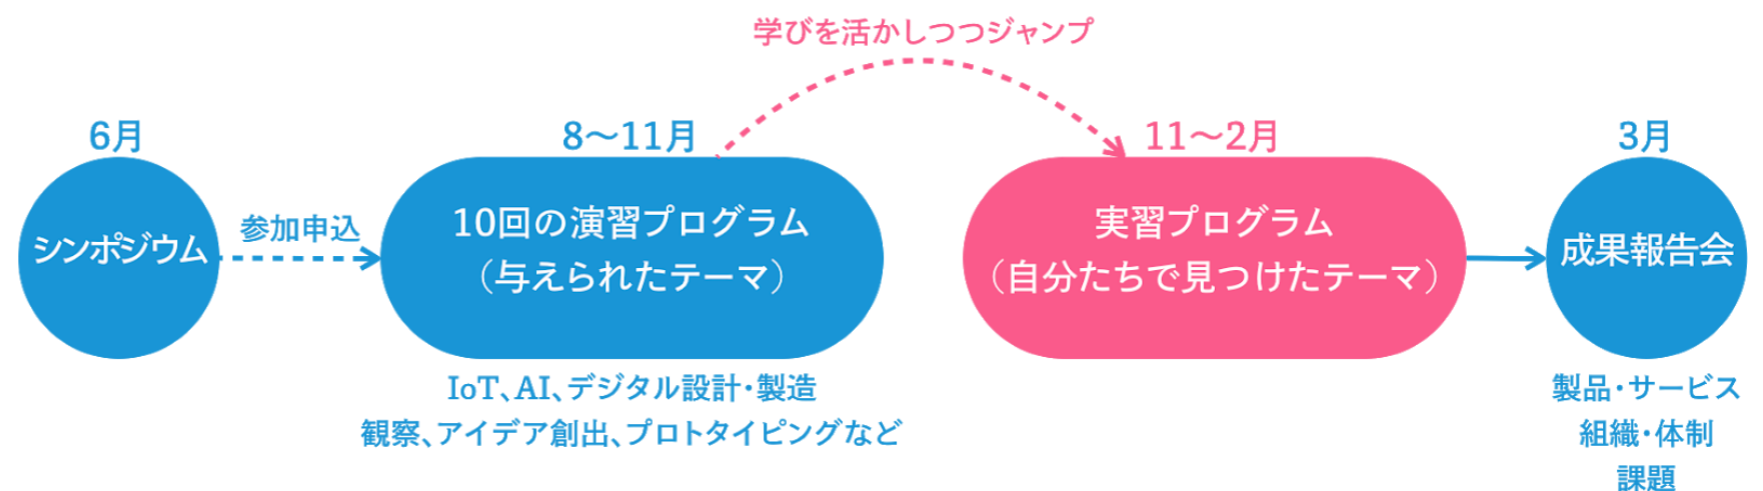 学びを活かしつつジャンプ
6月
8〜11月
11〜2月
3月
シンポジウム
参加申込
10回の演習プログラム
（与えられたテーマ）
実習プログラム
（自分たちで見つけたテーマ）
成果報告会
IoT、AI、デジタル設計・製造
観察、アイデア創出、プロトタイピングなど
製品・サービス
組織・体制
課題